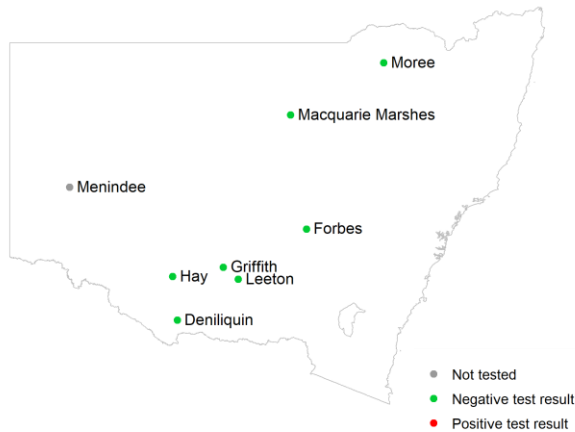 Moree
Macquarie Marshes
Menindee
Forbes
Griffith
Hay
Leeton
Deniliquin
Not tested
Negative test result
Positive test result